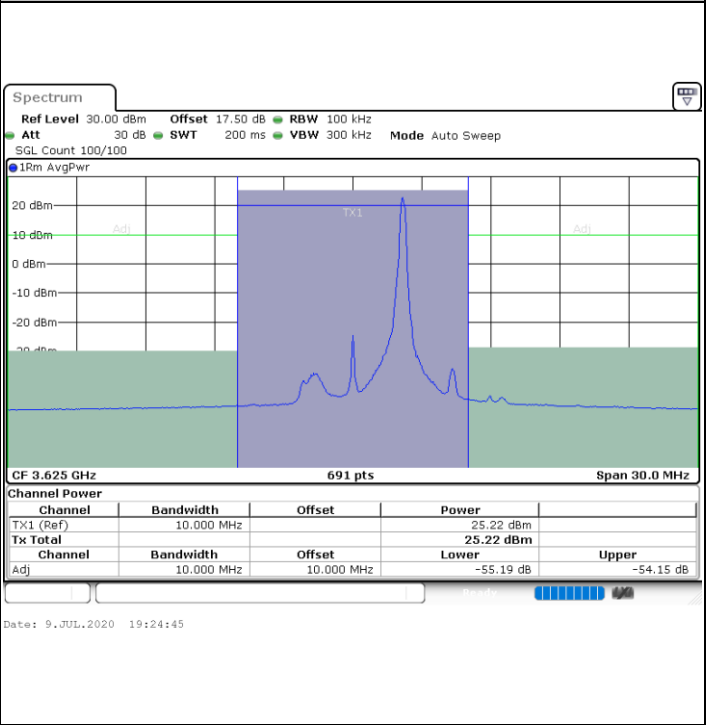 Spectrum
Ref Level 30.00 dBm Offset 17.50 dB RBW 100 kHz
Att 30 dB SWT 200 ms VBW 300 kHz Mode Auto Sweep
SGL Count 100/100
1Rm AvgPwr
20 dBm
TX1
Adj
Adj
10 dBm
0 dBm
-10 dBm
-20 dBm
CF 3.625 GHz 691 pts Span 30.0 MHz
Channel Power
Channel Bandwidth Offset Power
TX1 (Ref) 10.000 MHz 25.22 dBm
Tx Total 25.22 dBm
Channel Bandwidth Offset Lower Upper
Adj 10.000 MHz 10.000 MHz -55.19 dB -54.15 dB
Ready
Date: 9.JUL.2020 19:24:45